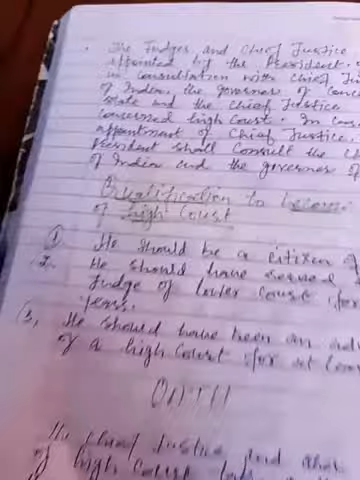 The Judges and Chief Justice
appointed by the President
in consultation with Chief
of India, the governor of
state and the Chief Justice
concerned high Court. In
appointment of Chief Justice,
President shall consult the
of India and the governor of
Qualification to become
of high Court
① He should be a citizen of
2. He should have served
Judge of lower court for
years.
3, He should have been an
of a high court for at
OATH
The Chief Justice and
of high Court